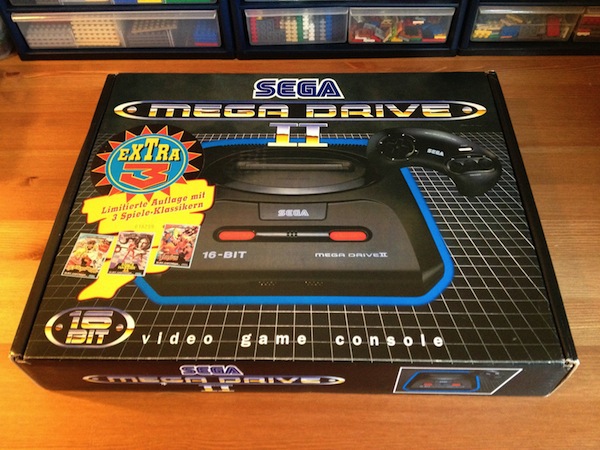 SEGA
MEGA DRIVE
II
EXTRA
3
Limitierte Auflage mit
3 Spiele-Klassikern
SEGA
SEGA
16-BIT
MEGA DRIVE II
16
BIT
video game console
SEGA
MEGA DRIVE
II